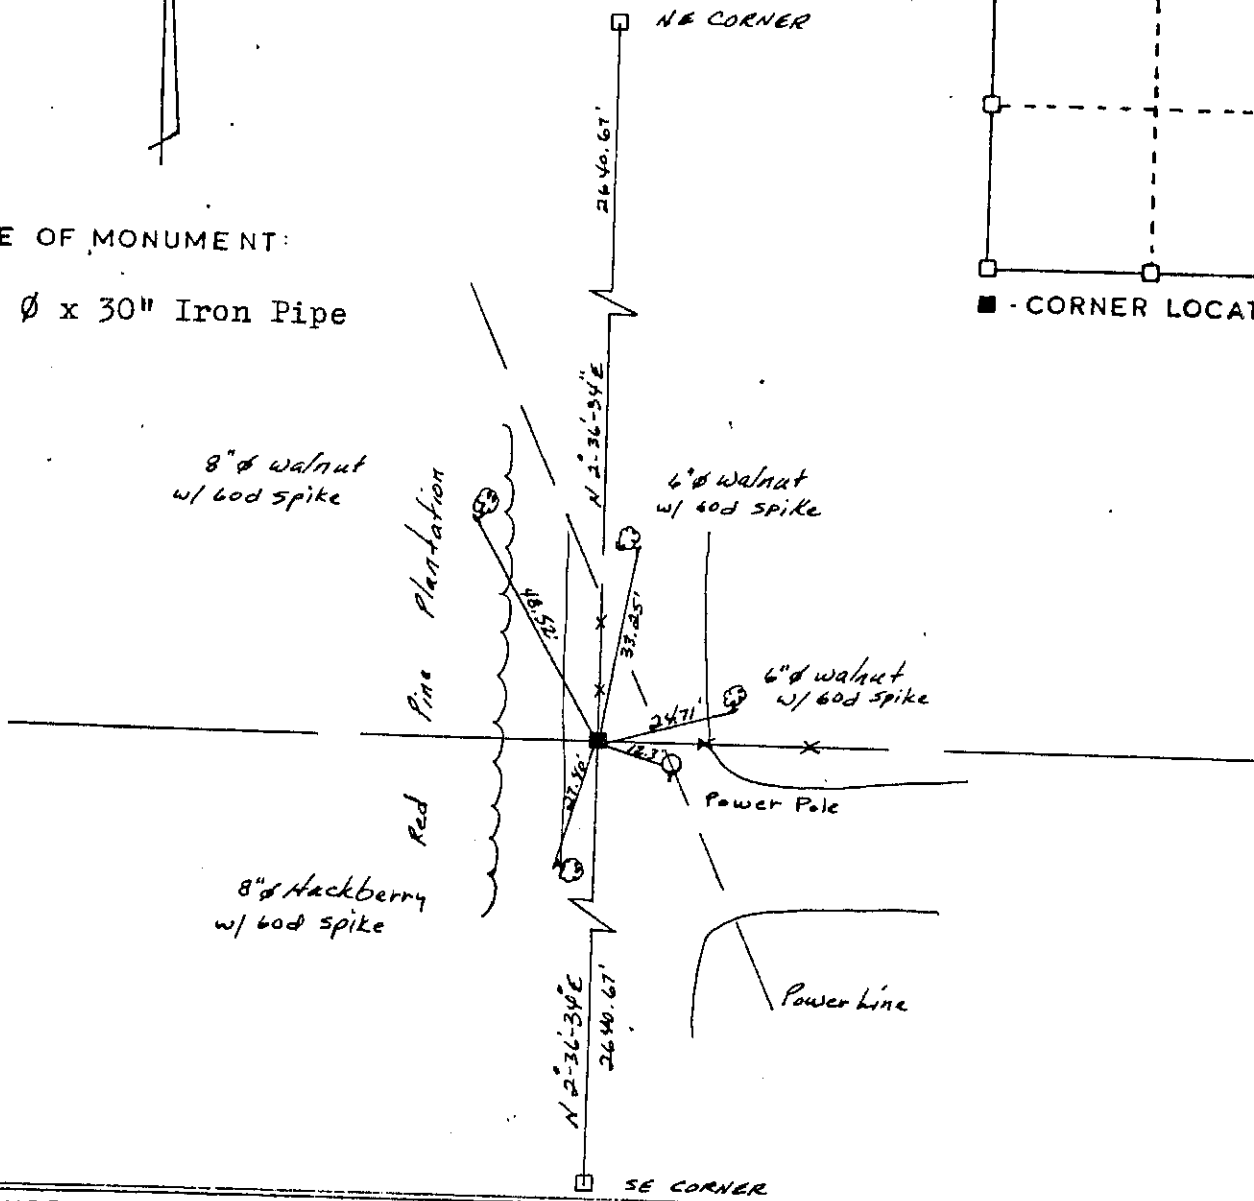 NE CORNER
2640.67'
E OF MONUMENT:
Ø x 30" Iron Pipe
■ - CORNER LOCAT
N 2°-36'-34" E
8"ø walnut
w/ 60d spike
6"ø walnut
w/ 60d spike
Red Pine Plantation
33.25'
6"ø walnut
w/ 60d spike
24.71'
27.40'
Power Pole
8"ø Hackberry
w/ 60d spike
N 2°-36'-34" E
2640.67'
Power Line
SE CORNER